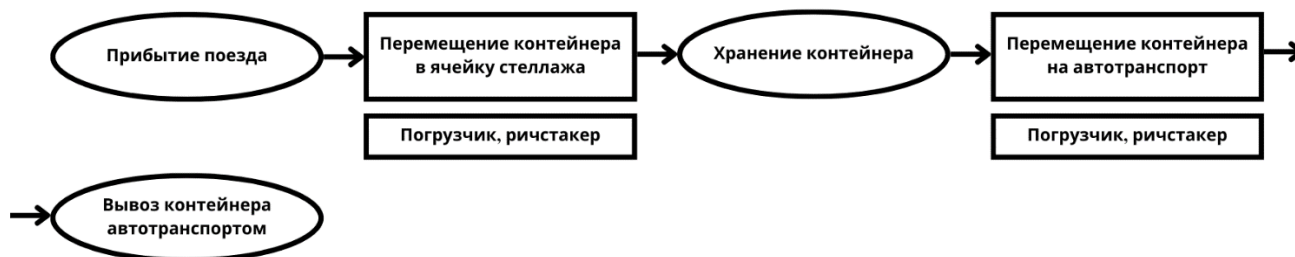 Прибытие поезда
Перемещение контейнера
в ячейку стеллажа
Погрузчик, ричстакер
Хранение контейнера
Перемещение контейнера
на автотранспорт
Погрузчик, ричстакер
Вывоз контейнера
автотранспортом